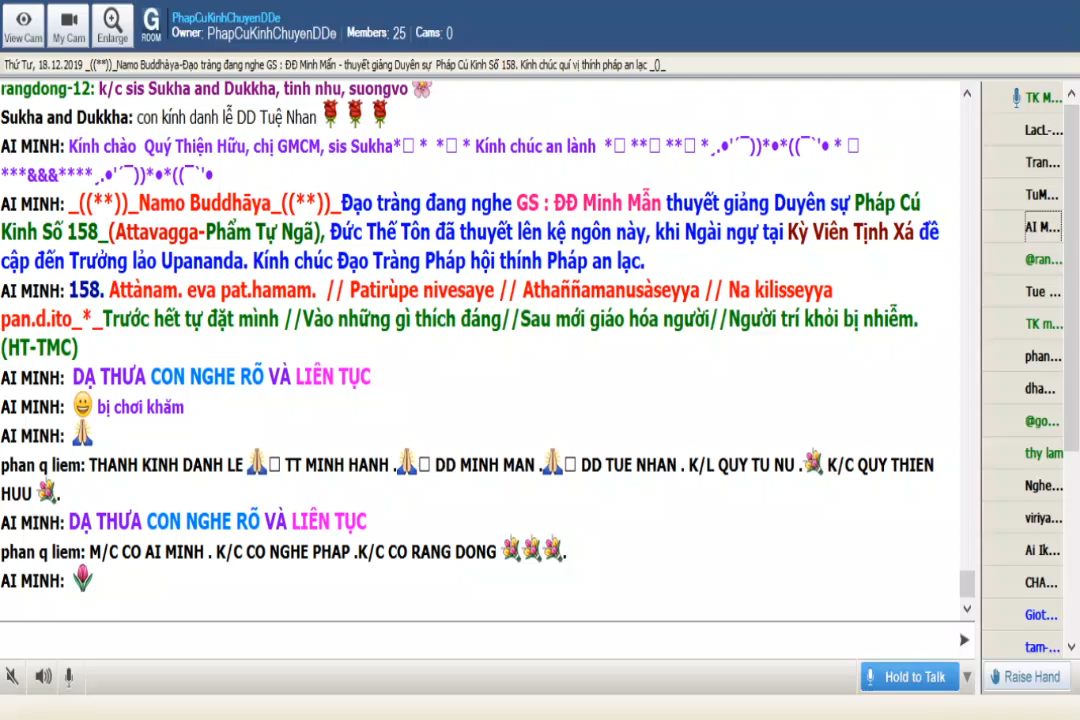 View Cam
My Cam
Enlarge
G
ROOM
PhapCuKinhChuyenDDe
Owner: PhapCuKinhChuyenDDe Members: 25 Cams: 0
Thứ Tư, 18.12.2019 _((**))_Namo Buddhàya-Đạo tràng đang nghe GS : ĐĐ Minh Mẫn - thuyết giảng Duyên sự Pháp Cú Kinh Số 158. Kính chúc quí vị thính pháp an lạc _()_
rangdong-12: k/c sis Sukha and Dukkha, tinh nhu, suongvo
Sukha and Dukkha: con kính danh lễ DD Tuệ Nhan
AI MINH: Kính chào Quý Thiện Hữu, chị GMCM, sis Sukha*□ * *□ * Kính chúc an lành *□ **□ **□ * ¸.•'´¯))*•*((¯`'• * □
***&&&**** ¸.•'´¯))*•*((¯`'•
AI MINH: _((**))_Namo Buddhāya_((**))_Đạo tràng đang nghe GS : ĐĐ Minh Mẫn thuyết giảng Duyên sự Pháp Cú
Kinh Số 158_(Attavagga-Phẩm Tự Ngã), Đức Thế Tôn đã thuyết lên kệ ngôn này, khi Ngài ngự tại Kỳ Viên Tịnh Xá đề
cập đến Trưởng lảo Upananda. Kính chúc Đạo Tràng Pháp hội thính Pháp an lạc.
AI MINH: 158. Attànam. eva pat.hamam. // Patirùpe nivesaye // Athaññamanusàseyya // Na kilisseyya
pan.d.ito_*_Trước hết tự đặt mình //Vào những gì thích đáng//Sau mới giáo hóa người//Người trí khỏi bị nhiễm.
(HT-TMC)
AI MINH: DẠ THƯA CON NGHE RÕ VÀ LIÊN TỤC
AI MINH: bị chơi khăm
AI MINH:
phan q liem: THANH KINH DANH LE □ TT MINH HANH .□ DD MINH MAN .□ DD TUE NHAN . K/L QUY TU NU . K/C QUY THIEN
HUU .
AI MINH: DẠ THƯA CON NGHE RÕ VÀ LIÊN TỤC
phan q liem: M/C CO AI MINH . K/C CO NGHE PHAP .K/C CO RANG DONG .
AI MINH:
TK M...
LacL-...
Tran...
TuM...
AI M...
@ran...
Tue ...
TK m...
phan...
dha...
@go...
thy lam
Nghe...
viriya...
Ai Ik...
CHA...
Giot...
tam-...
Hold to Talk
Raise Hand